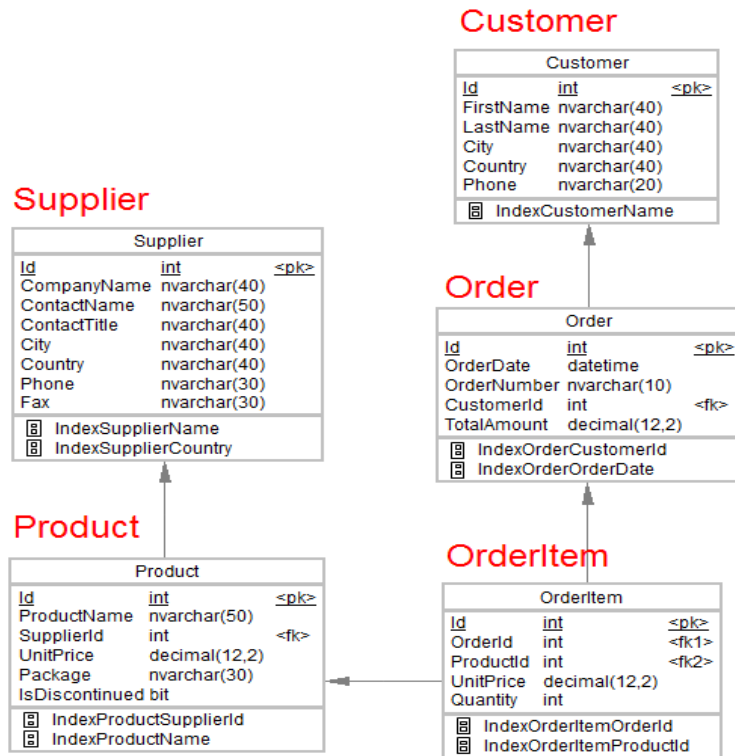 Customer
Customer
Id int <pk>
FirstName nvarchar(40)
LastName nvarchar(40)
City nvarchar(40)
Country nvarchar(40)
Phone nvarchar(20)
IndexCustomerName
Supplier
Supplier
Id int <pk>
CompanyName nvarchar(40)
ContactName nvarchar(50)
ContactTitle nvarchar(40)
City nvarchar(40)
Country nvarchar(40)
Phone nvarchar(30)
Fax nvarchar(30)
IndexSupplierName
IndexSupplierCountry
Order
Order
Id int <pk>
OrderDate datetime
OrderNumber nvarchar(10)
CustomerId int <fk>
TotalAmount decimal(12,2)
IndexOrderCustomerId
IndexOrderOrderDate
Product
Product
Id int <pk>
ProductName nvarchar(50)
SupplierId int <fk>
UnitPrice decimal(12,2)
Package nvarchar(30)
IsDiscontinued bit
IndexProductSupplierId
IndexProductName
OrderItem
OrderItem
Id int <pk>
OrderId int <fk1>
ProductId int <fk2>
UnitPrice decimal(12,2)
Quantity int
IndexOrderItemOrderId
IndexOrderItemProductId